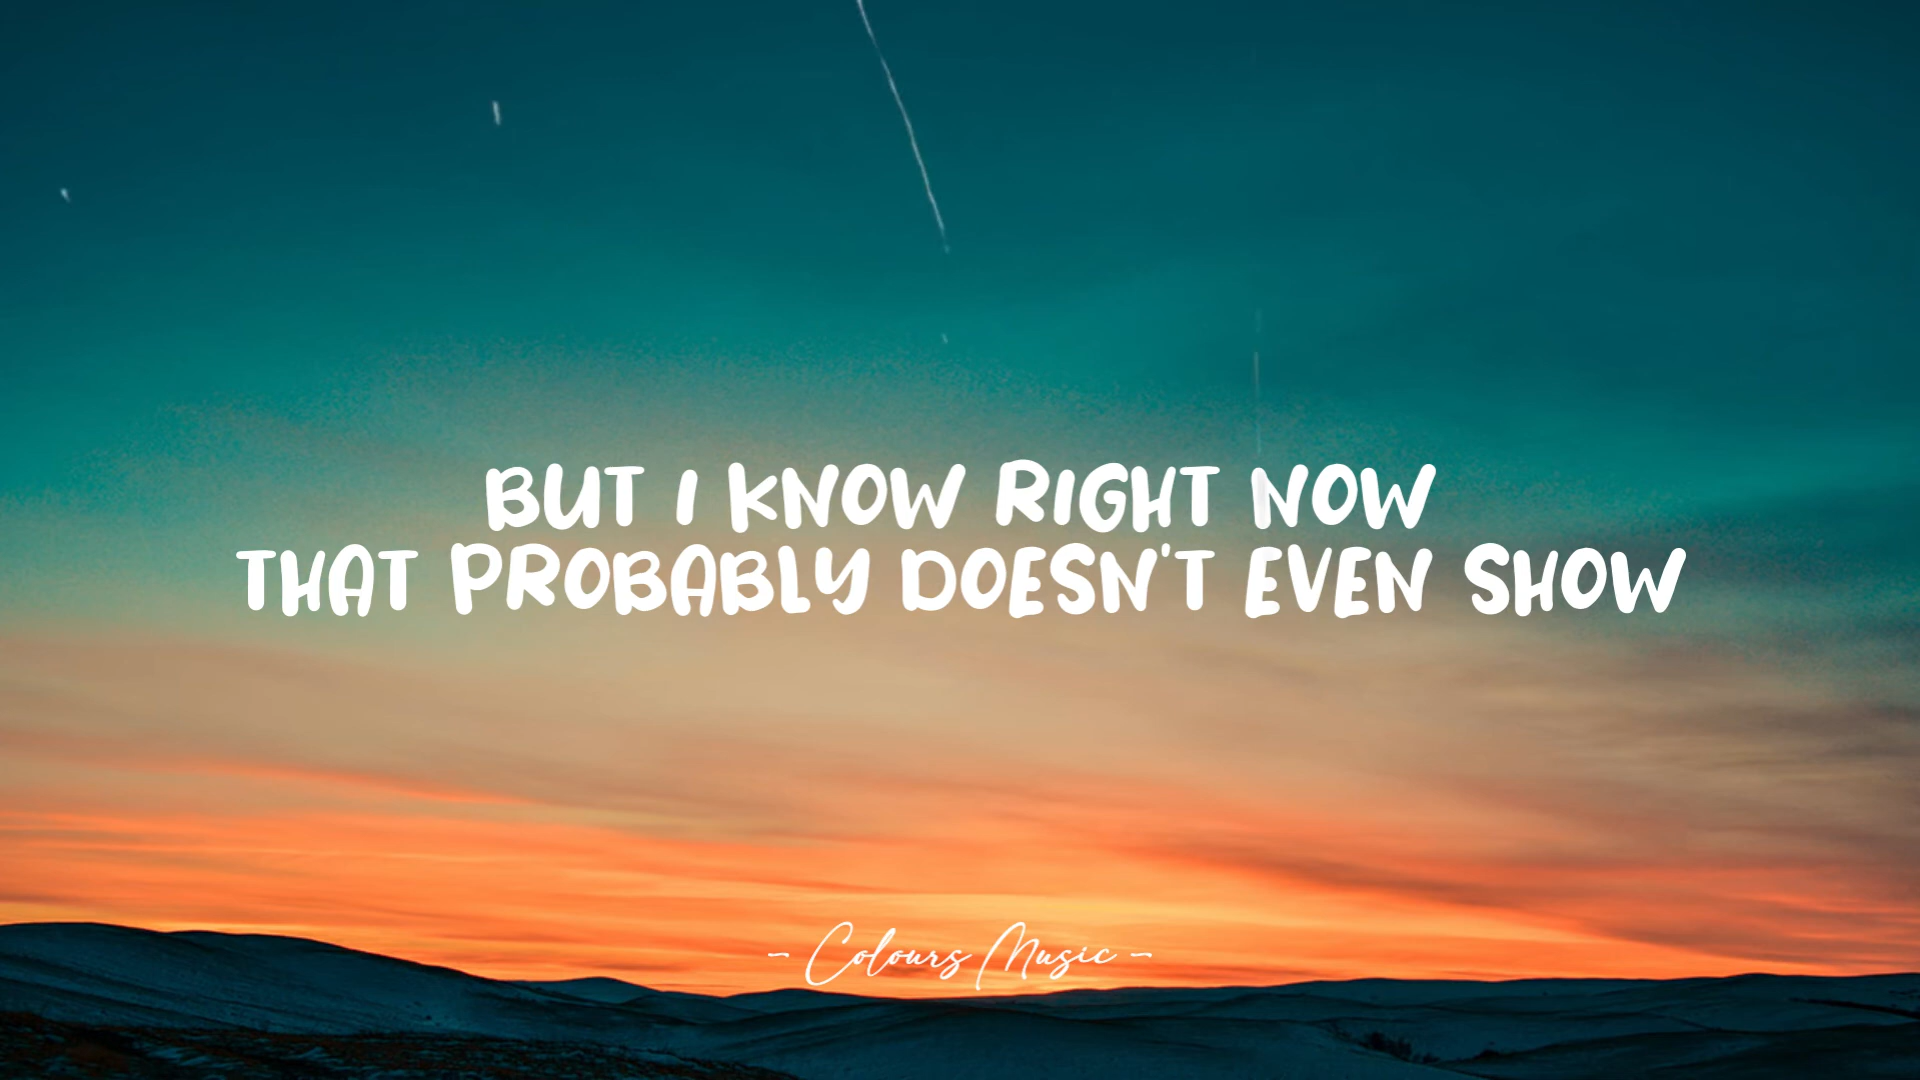 BUT I KNOW RIGHT NOW
THAT PROBABLY DOESN'T EVEN SHOW
- Colours Music -